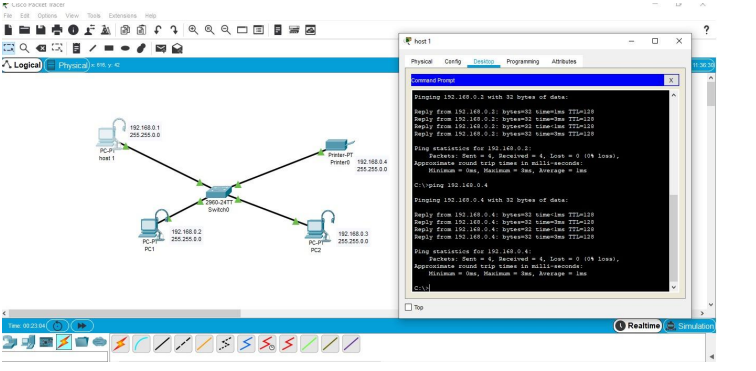 Cisco Packet Tracer
File Edit Options View Tools Extensions Help
Logical
Physical x: 816, y: 42
11:36:30
192.168.0.1
255.255.0.0
PC-PT
host 1
Printer-PT
Printer0
192.168.0.4
255.255.0.0
2960-24TT
Switch0
192.168.0.2
255.255.0.0
PC-PT
PC1
192.168.0.3
255.255.0.0
PC-PT
PC2
host 1
Physical Config Desktop Programming Attributes
Command Prompt X
Pinging 192.168.0.2 with 32 bytes of data:
Reply from 192.168.0.2: bytes=32 time=1ms TTL=128
Reply from 192.168.0.2: bytes=32 time=3ms TTL=128
Reply from 192.168.0.2: bytes=32 time<1ms TTL=128
Reply from 192.168.0.2: bytes=32 time<1ms TTL=128
Ping statistics for 192.168.0.2:
Packets: Sent = 4, Received = 4, Lost = 0 (0% loss),
Approximate round trip times in milli-seconds:
Minimum = 0ms, Maximum = 3ms, Average = 1ms
C:\>ping 192.168.0.4
Pinging 192.168.0.4 with 32 bytes of data:
Reply from 192.168.0.4: bytes=32 time<1ms TTL=128
Reply from 192.168.0.4: bytes=32 time<1ms TTL=128
Reply from 192.168.0.4: bytes=32 time=3ms TTL=128
Reply from 192.168.0.4: bytes=32 time=3ms TTL=128
Ping statistics for 192.168.0.4:
Packets: Sent = 4, Received = 4, Lost = 0 (0% loss),
Approximate round trip times in milli-seconds:
Minimum = 0ms, Maximum = 3ms, Average = 1ms
C:\>
Top
Time: 00:23:04
Realtime
Simulation